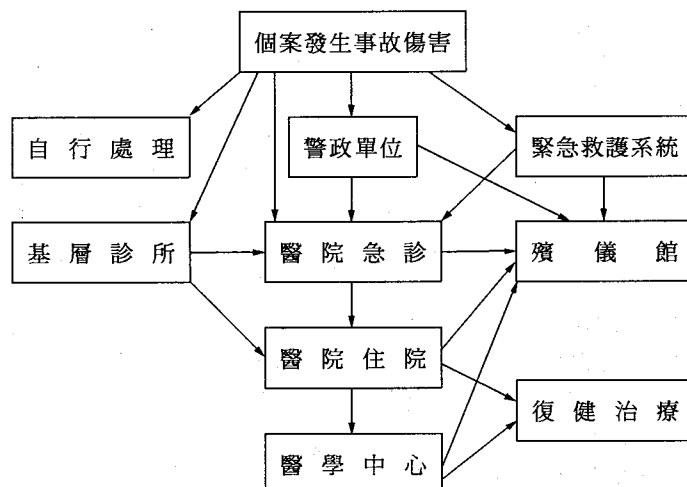 個案發生事故傷害
自行處理
警政單位
緊急救護系統
基層診所
醫院急診
殯儀館
醫院住院
復健治療
醫學中心